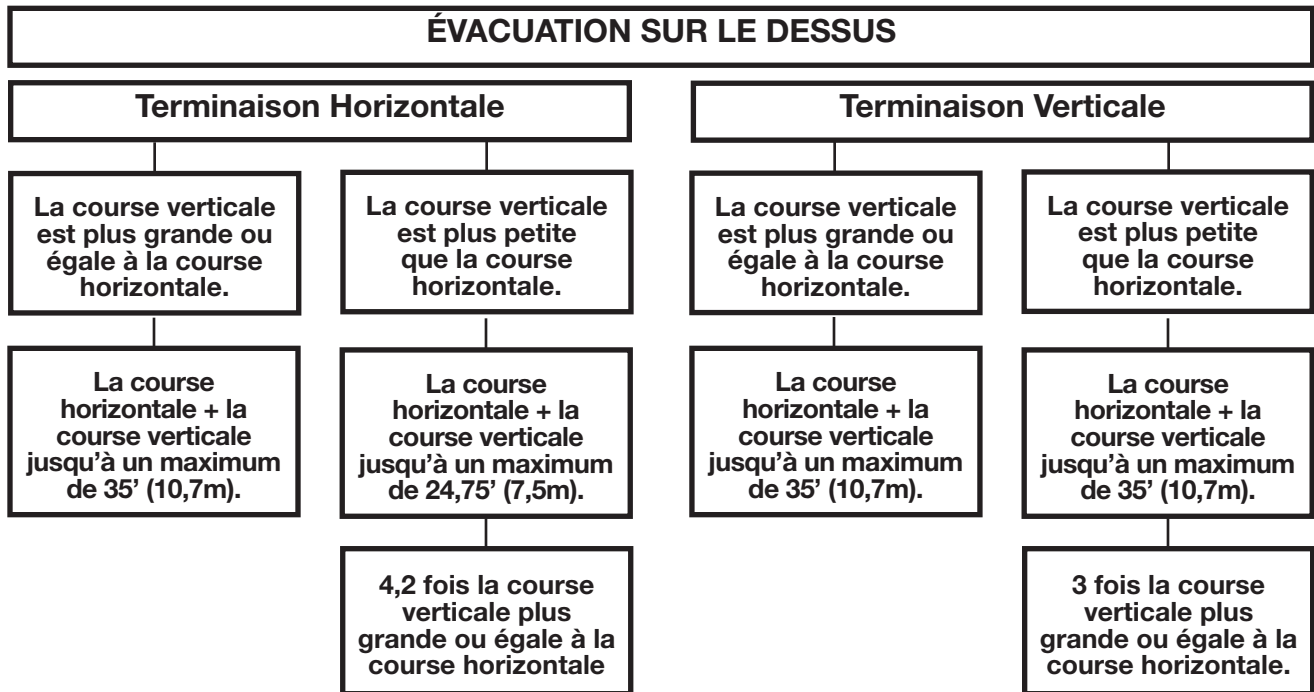 ÉVACUATION SUR LE DESSUS
Terminaison Horizontale
La course verticale
est plus grande ou
égale à la course
horizontale.
La course
horizontale + la
course verticale
jusqu'à un maximum
de 35’ (10,7m).
La course verticale
est plus petite
que la course
horizontale.
La course
horizontale + la
course verticale
jusqu'à un maximum
de 24,75’ (7,5m).
4,2 fois la course
verticale plus
grande ou égale à la
course horizontale
Terminaison Verticale
La course verticale
est plus grande ou
égale à la course
horizontale.
La course
horizontale + la
course verticale
jusqu'à un maximum
de 35’ (10,7m).
La course verticale
est plus petite
que la course
horizontale.
La course
horizontale + la
course verticale
jusqu'à un maximum
de 35’ (10,7m).
3 fois la course
verticale plus
grande ou égale à la
course horizontale.